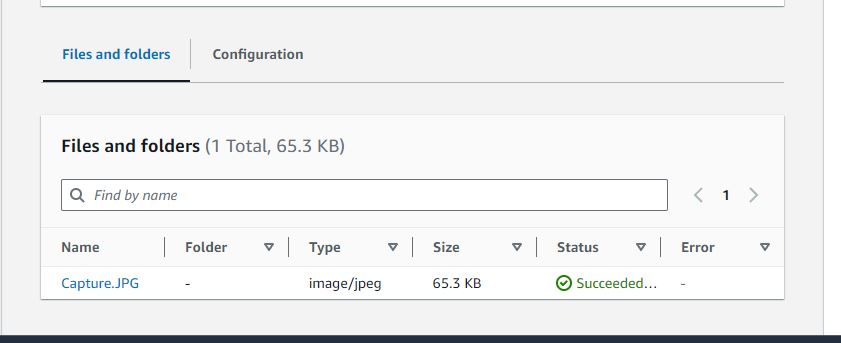 Files and folders Configuration
Files and folders (1 Total, 65.3 KB)
Find by name 1
Name Folder Type Size Status Error
Capture.JPG - image/jpeg 65.3 KB Succeeded... -